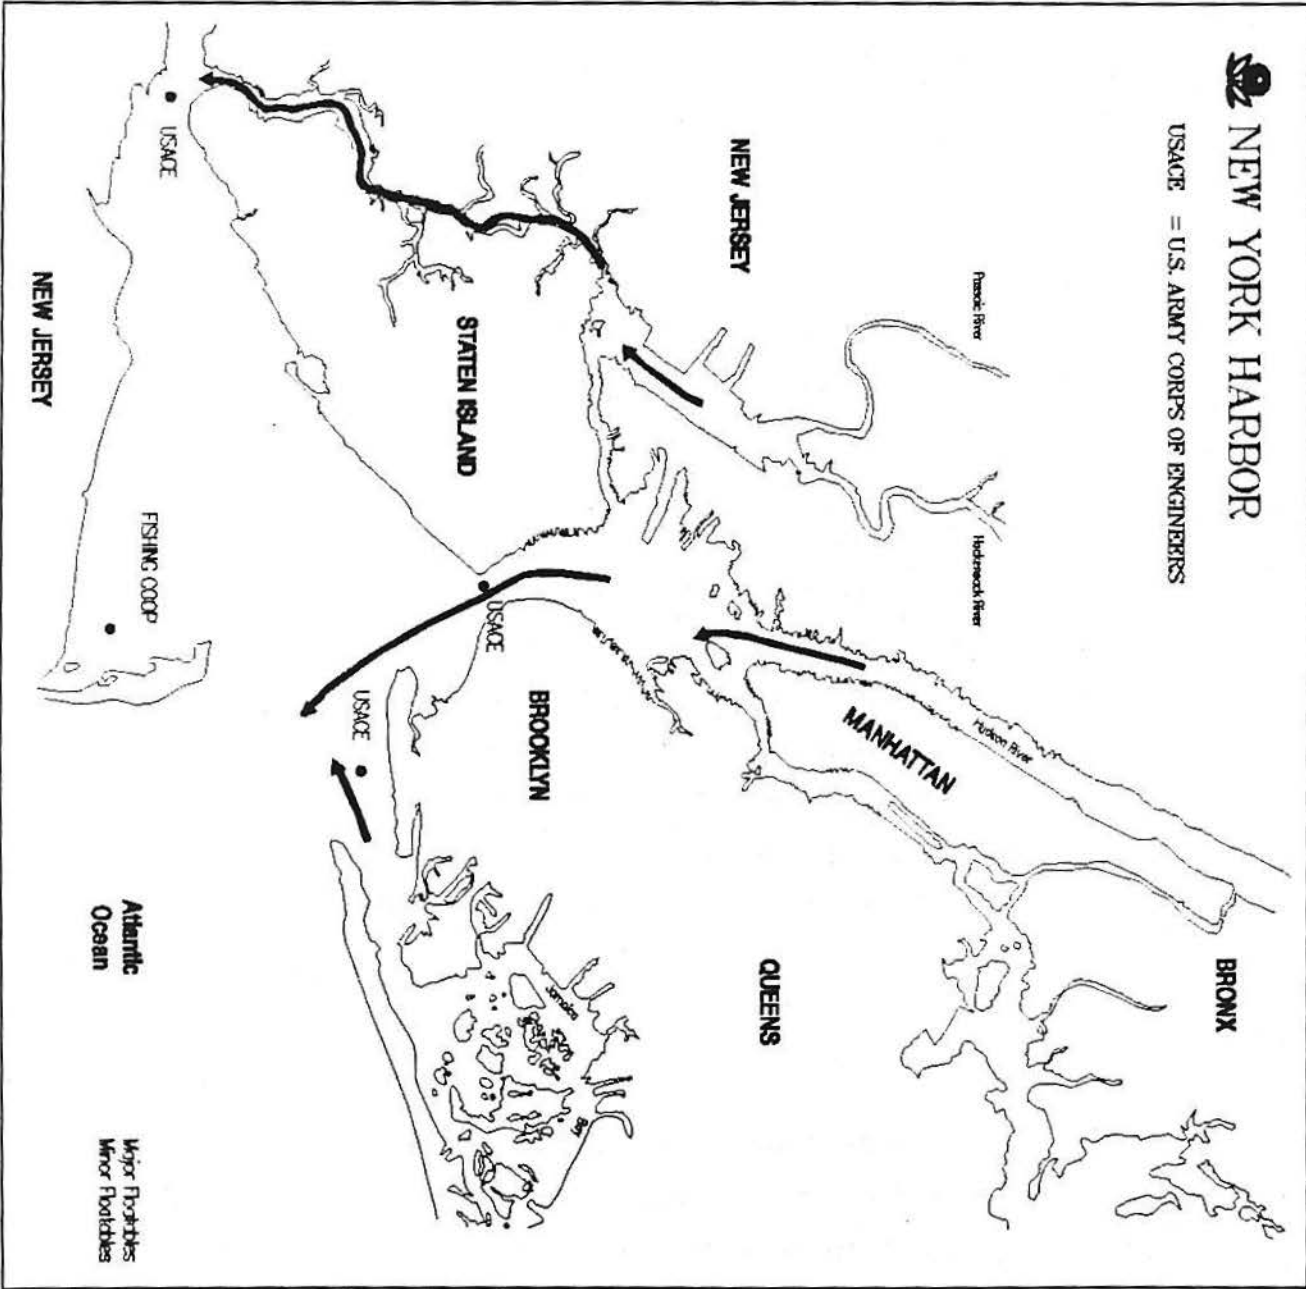 NEW YORK HARBOR
USACE = U.S. ARMY CORPS OF ENGINEERS
Passaic River
Hackensack River
NEW JERSEY
Hudson River
MANHATTAN
BRONX
STATEN ISLAND
USACE
BROOKLYN
QUEENS
Jamaica
Bay
USACE
USACE
NEW JERSEY
FISHING COOP
Atlantic
Ocean
Major Floatables
Minor Floatables